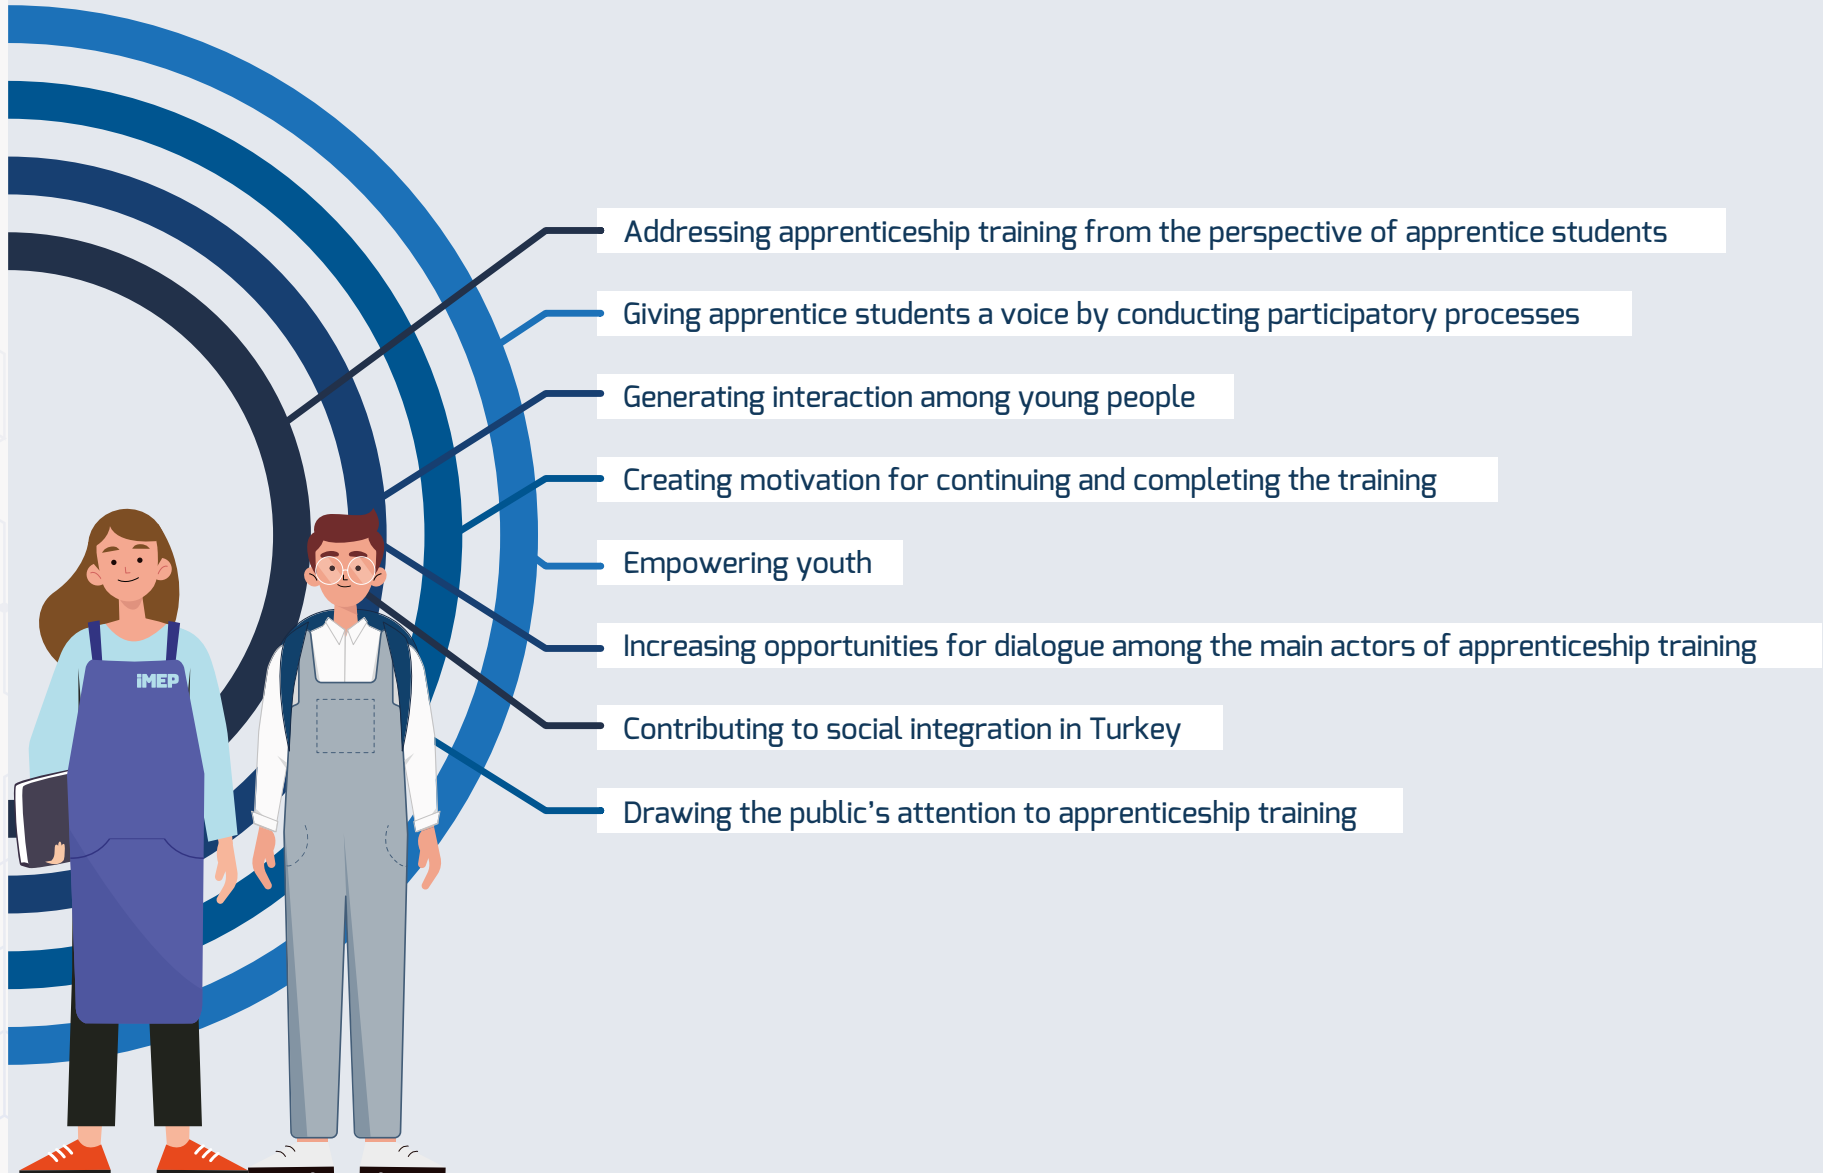 Addressing apprenticeship training from the perspective of apprentice students
Giving apprentice students a voice by conducting participatory processes
Generating interaction among young people
Creating motivation for continuing and completing the training
Empowering youth
Increasing opportunities for dialogue among the main actors of apprenticeship training
Contributing to social integration in Turkey
Drawing the public’s attention to apprenticeship training
iMEP